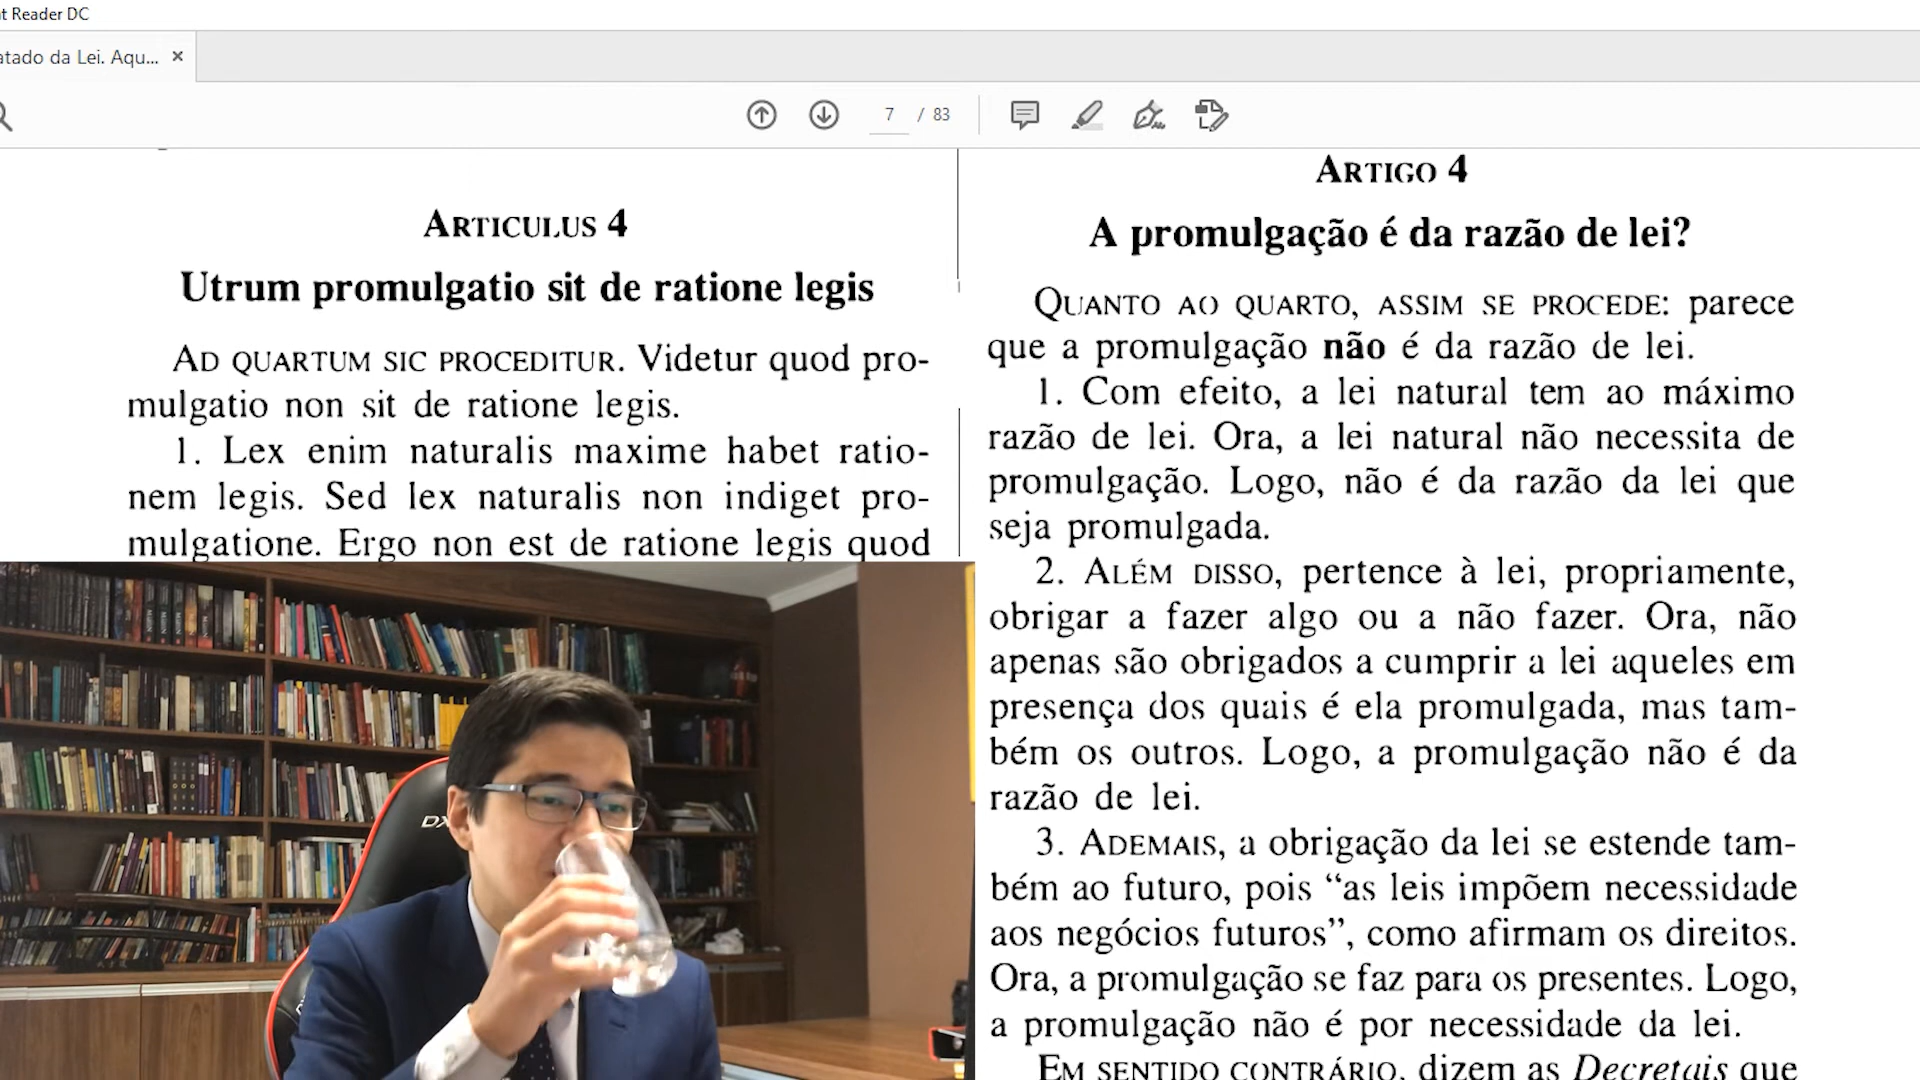 t Reader DC
atado da Lei. Aqu... ×
7 / 83
ARTICULUS 4
Utrum promulgatio sit de ratione legis
AD QUARTUM SIC PROCEDITUR. Videtur quod pro-
mulgatio non sit de ratione legis.
1. Lex enim naturalis maxime habet ratio-
nem legis. Sed lex naturalis non indiget pro-
mulgatione. Ergo non est de ratione legis quod
ARTIGO 4
A promulgação é da razão de lei?
QUANTO AO QUARTO, ASSIM SE PROCEDE: parece
que a promulgação não é da razão de lei.
1. Com efeito, a lei natural tem ao máximo
razão de lei. Ora, a lei natural não necessita de
promulgação. Logo, não é da razão da lei que
seja promulgada.
2. ALÉM DISSO, pertence à lei, propriamente,
obrigar a fazer algo ou a não fazer. Ora, não
apenas são obrigados a cumprir a lei aqueles em
presença dos quais é ela promulgada, mas tam-
bém os outros. Logo, a promulgação não é da
razão de lei.
3. ADEMAIS, a obrigação da lei se estende tam-
bém ao futuro, pois “as leis impõem necessidade
aos negócios futuros”, como afirmam os direitos.
Ora, a promulgação se faz para os presentes. Logo,
a promulgação não é por necessidade da lei.
EM SENTIDO CONTRÁRIO, dizem as Decretais que
DX